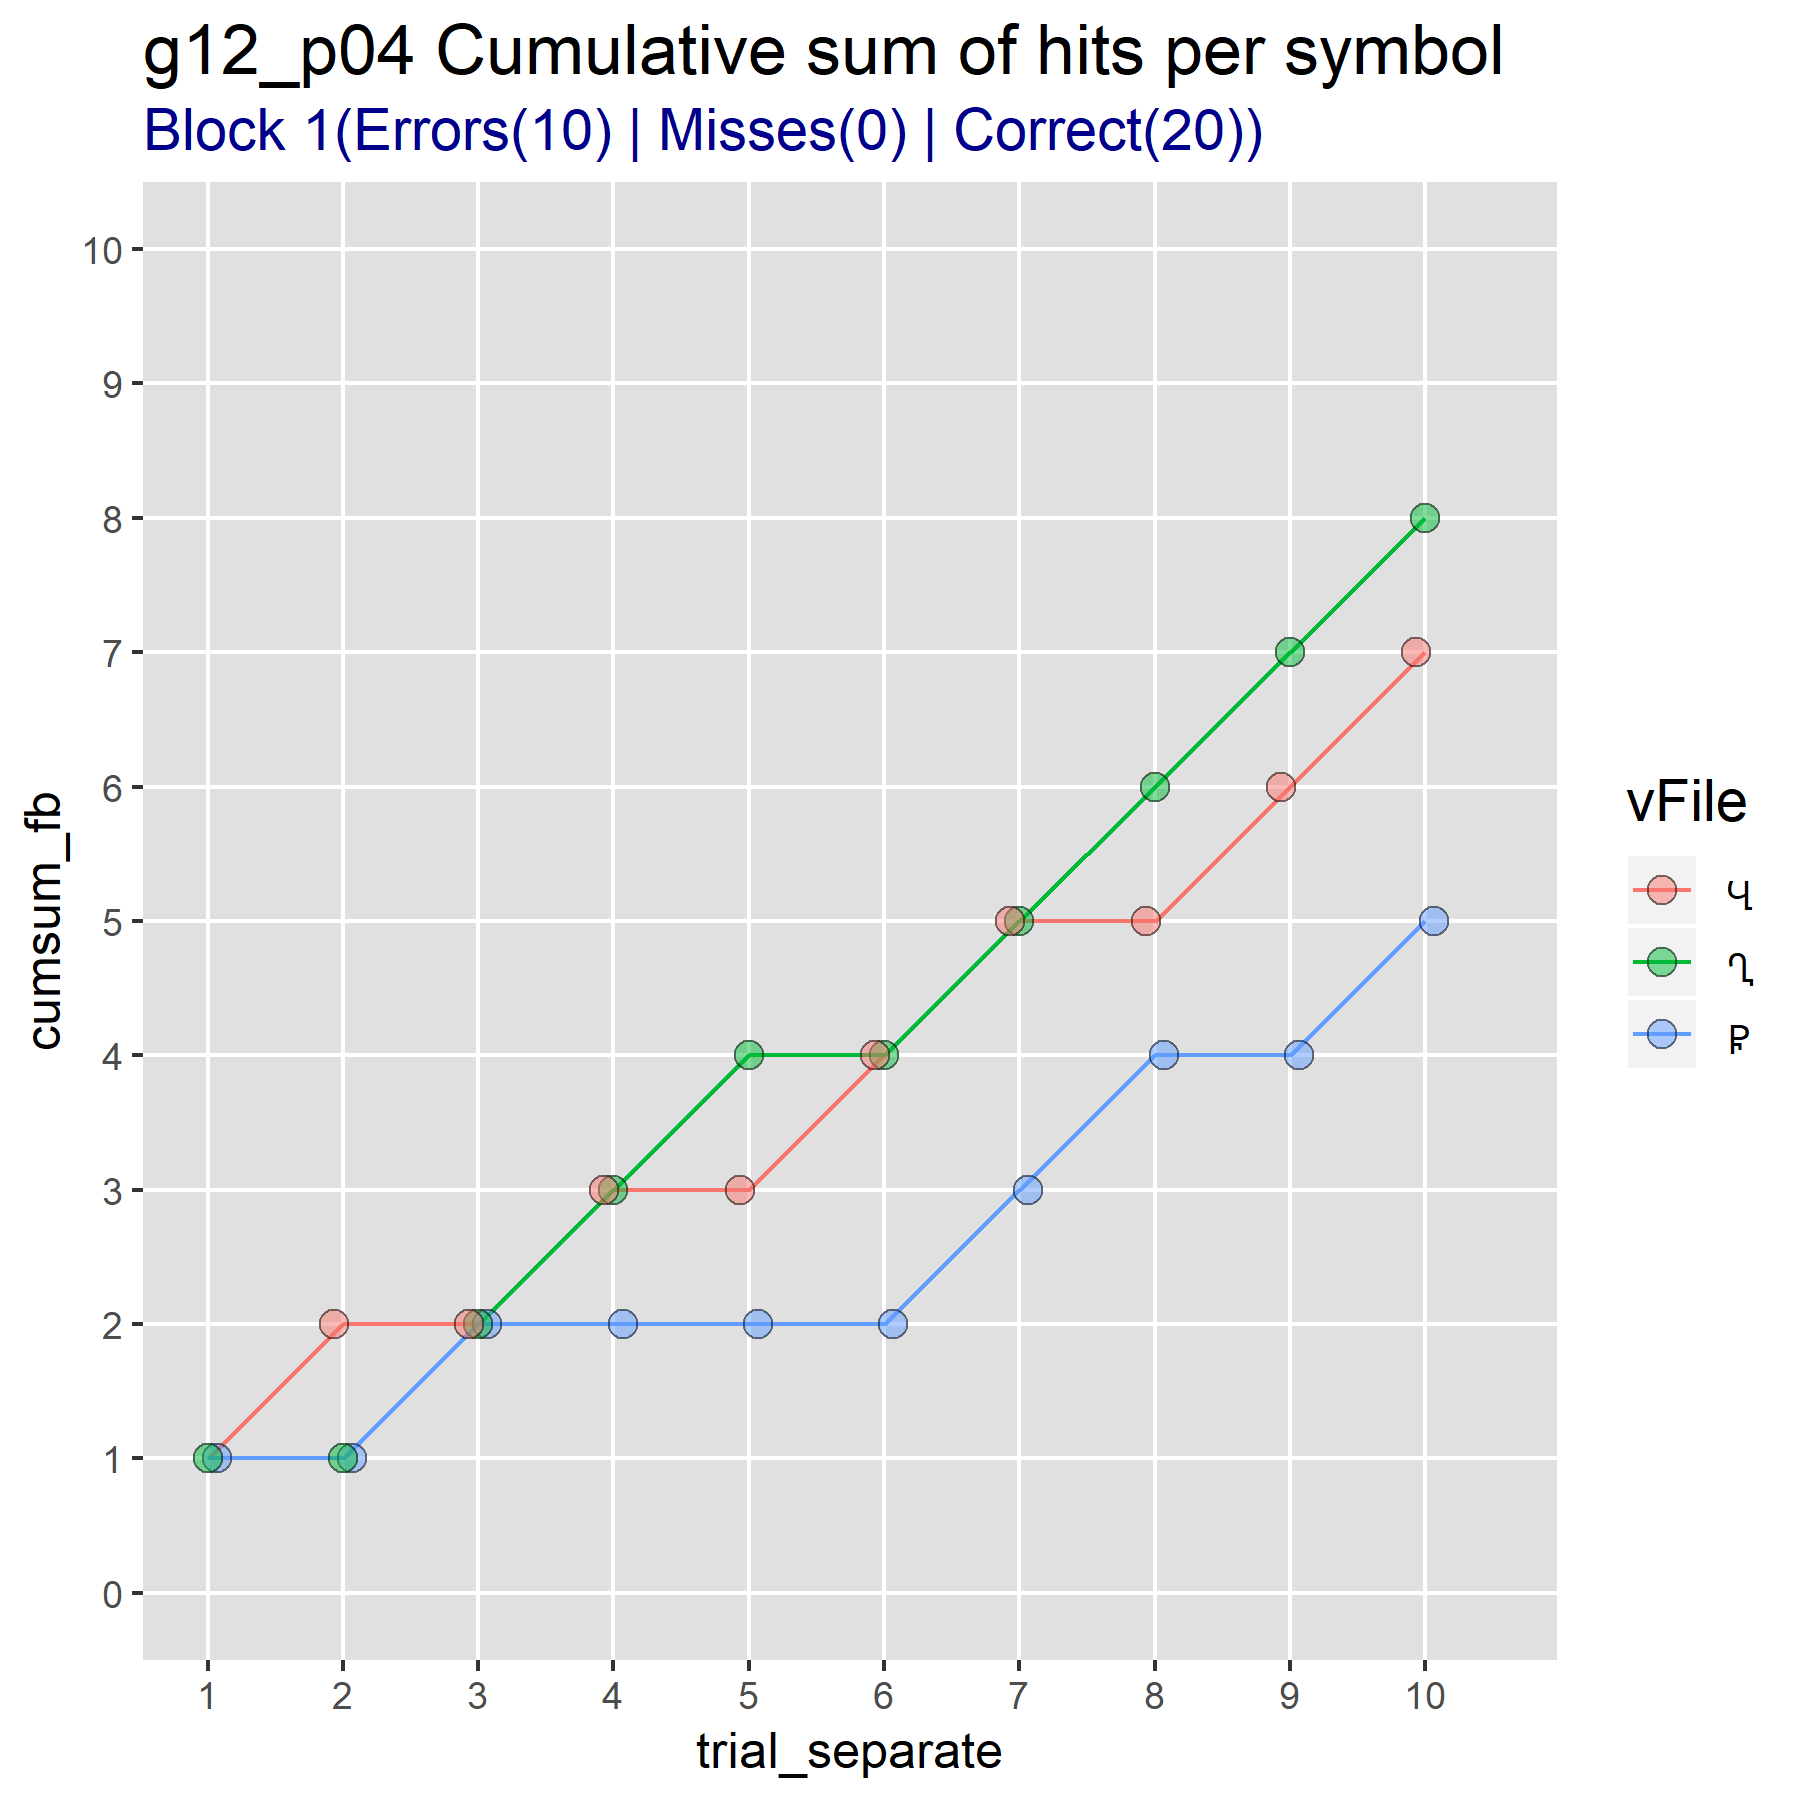 g12_p04 Cumulative sum of hits per symbol
Block 1(Errors(10) | Misses(0) | Correct(20))
cumsum_fb
10
9
8
7
6
5
4
3
2
1
0
1 2 3 4 5 6 7 8 9 10
trial_separate
vFile